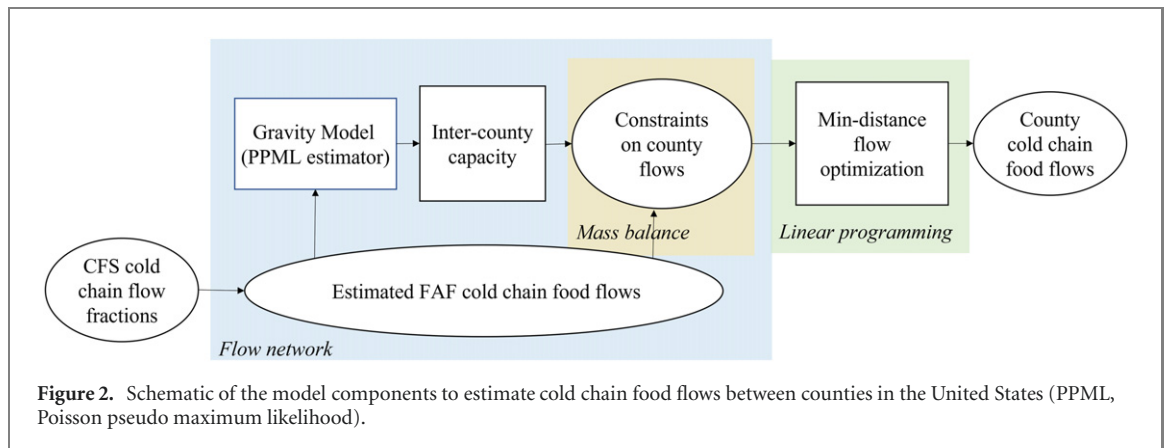 Gravity Model
(PPML estimator)
Inter-county
capacity
Constraints
on county
flows
Min-distance
flow
optimization
County
cold chain
food flows
Mass balance
Linear programming
CFS cold
chain flow
fractions
Estimated FAF cold chain food flows
Flow network
Figure 2. Schematic of the model components to estimate cold chain food flows between counties in the United States (PPML,
Poisson pseudo maximum likelihood).